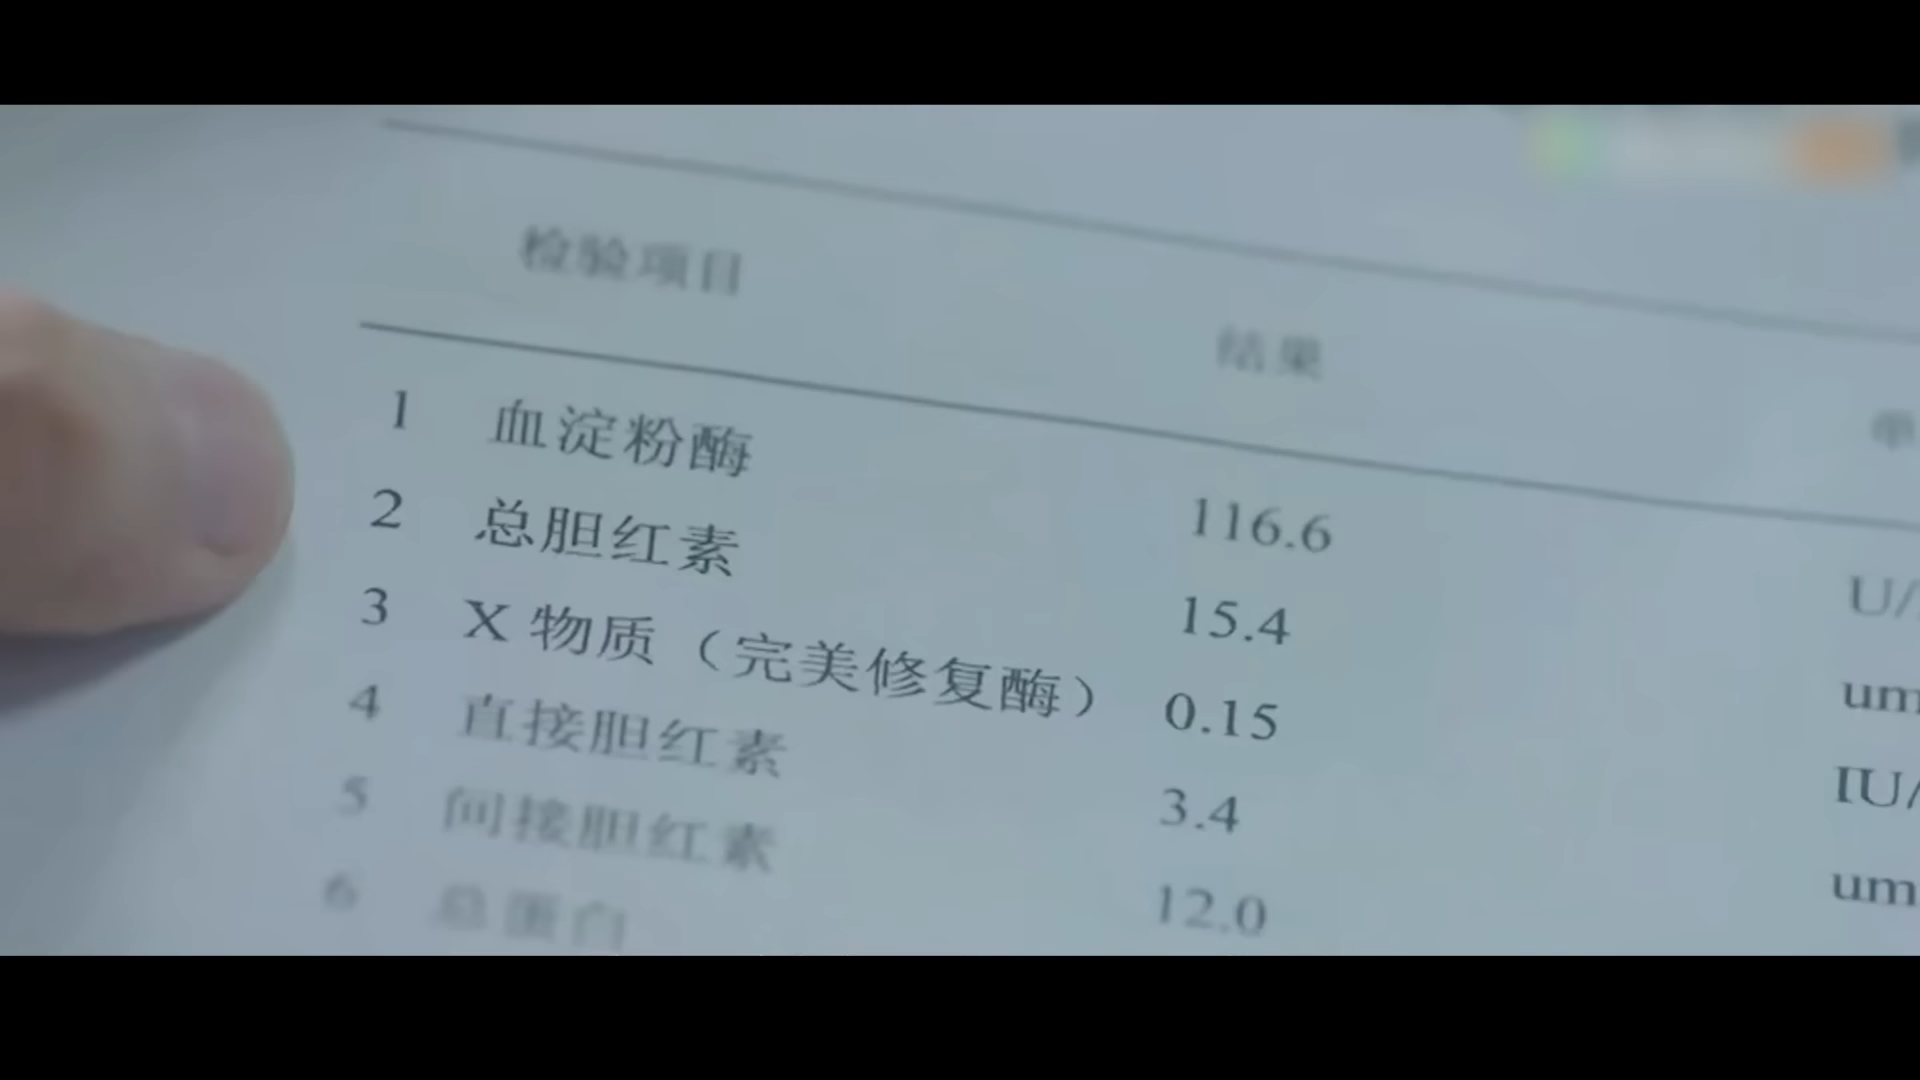 检验项目 结果 单
1 血淀粉酶 116.6 U/
2 总胆红素 15.4 um
3 X 物质（完美修复酶） 0.15 IU/
4 直接胆红素 3.4 um
5 间接胆红素 12.0
6 总蛋白